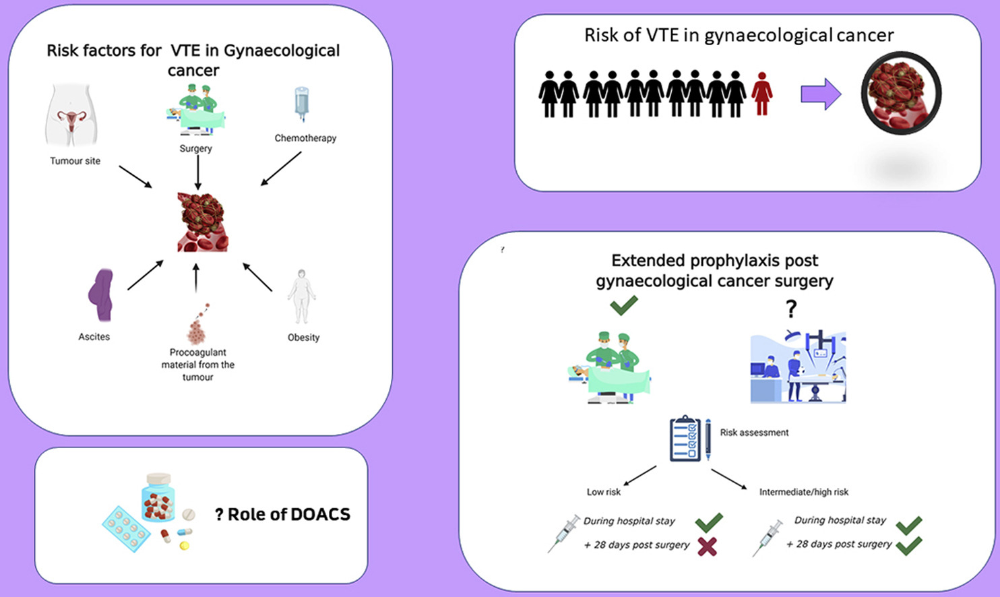 Risk factors for VTE in Gynaecological
cancer
Tumour site
Surgery
Chemotherapy
Ascites
Procoagulant
material from the
tumour
Obesity
? Role of DOACS
Risk of VTE in gynaecological cancer
?
Extended prophylaxis post
gynaecological cancer surgery
?
Risk assessment
Low risk
Intermediate/high risk
During hospital stay
+ 28 days post surgery
During hospital stay
+ 28 days post surgery